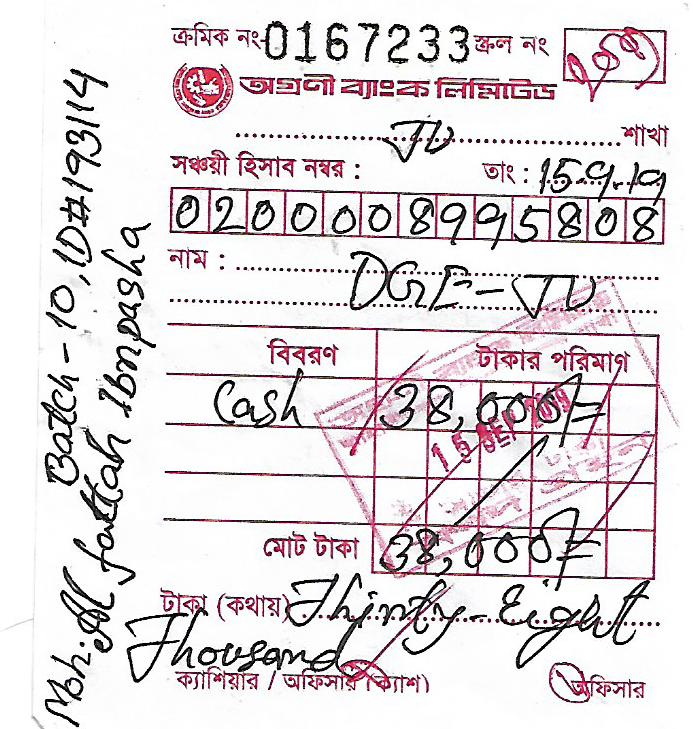 ক্রমিক নং- 0167233 স্ক্রল নং
অগ্রণী ব্যাংক লিমিটেড
JU শাখা
সঞ্চয়ী হিসাব নম্বর : তাং : 15.9.19
0200008995808
নাম :
DGE-JU
বিবরণ টাকার পরিমাণ
Cash 38,000/=
15 SEP 2019
মোট টাকা 38,000/=
টাকা (কথায়) Thirty-Eight
Thousand
ক্যাশিয়ার / অফিসার (ক্যাশ) অফিসার
Batch-10, ID#193114
Moh. Al fattah Ibn pasha